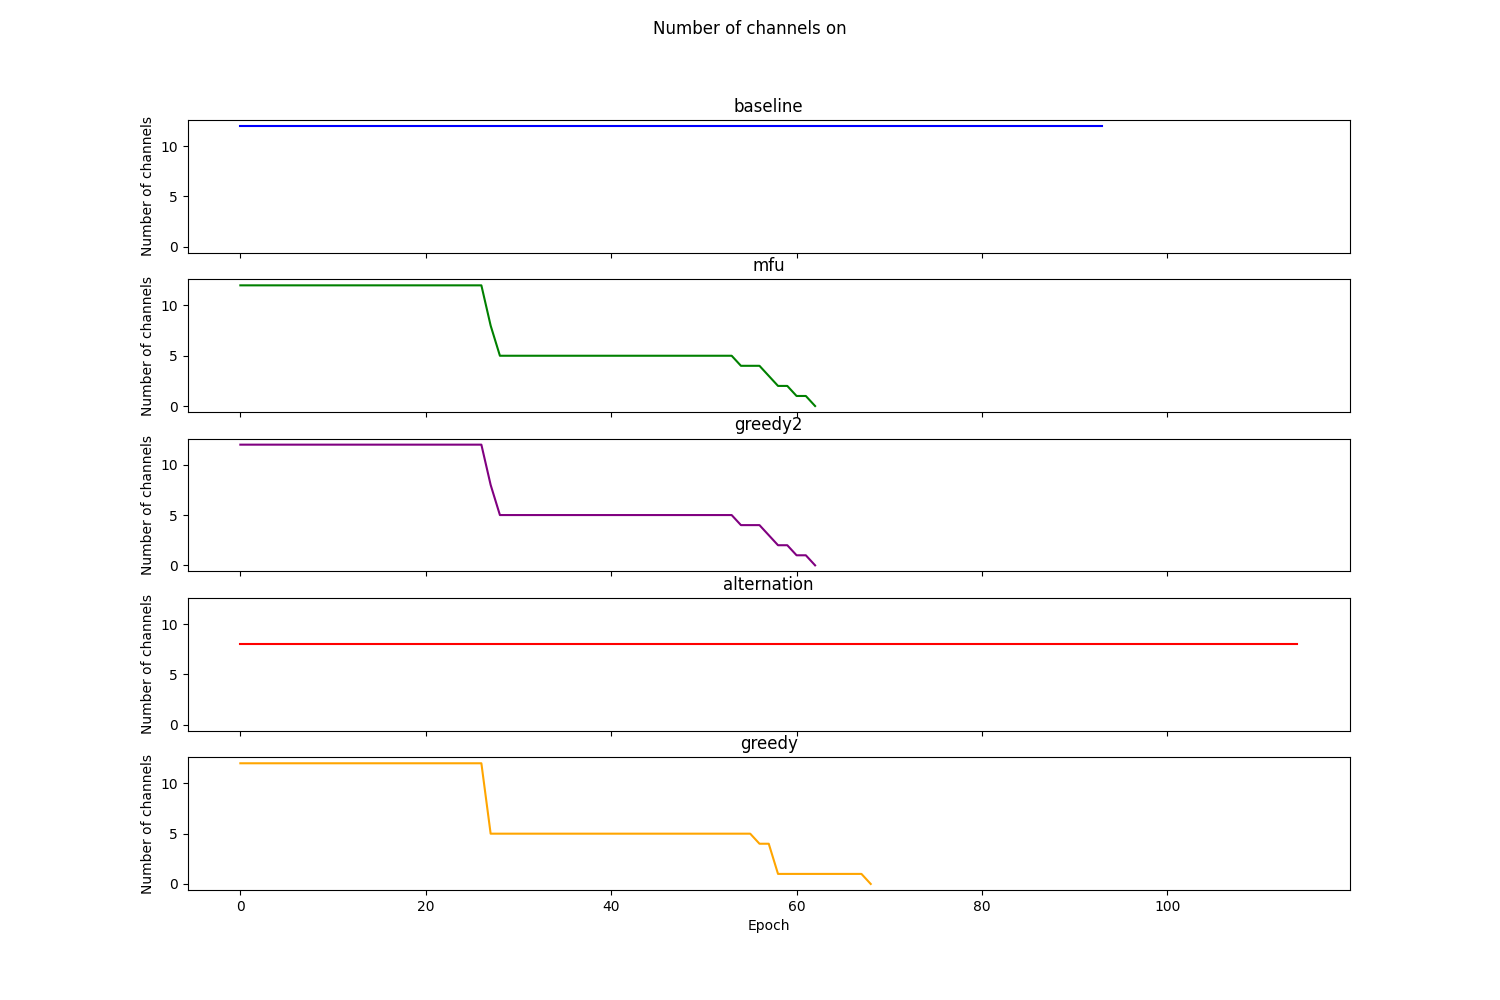 Number of channels on
baseline
Number of channels
10
5
0
mfu
Number of channels
10
5
0
greedy2
Number of channels
10
5
0
alternation
Number of channels
10
5
0
greedy
Number of channels
10
5
0
0 20 40 60 80 100
Epoch